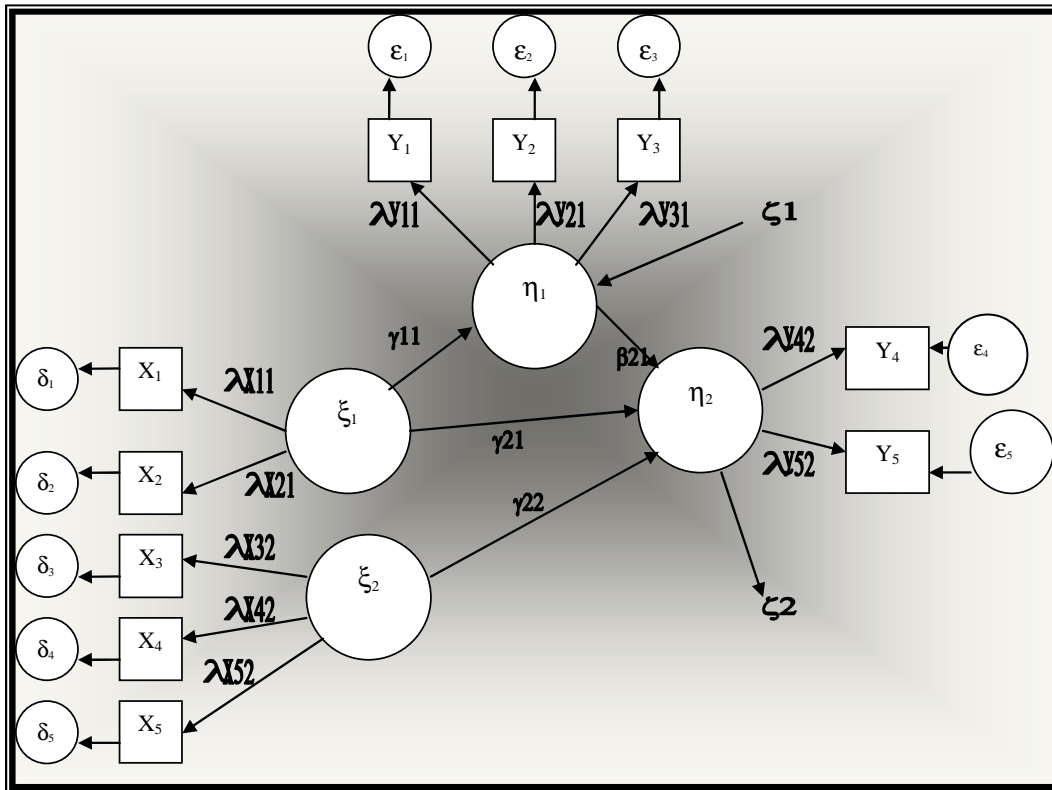 ε₁ ε₂ ε₃
Y₁ Y₂ Y₃
λy11 λy21 λy31 ζ1
η₁
γ11 β21 λy42 Y₄ ε₄
δ₁ X₁ λX11 ξ₁ η₂
γ21 λy52 Y₅ ε₅
δ₂ X₂ λX21
γ22
δ₃ X₃ λX32 ξ₂
λX42 ζ2
δ₄ X₄
λX52
δ₅ X₅